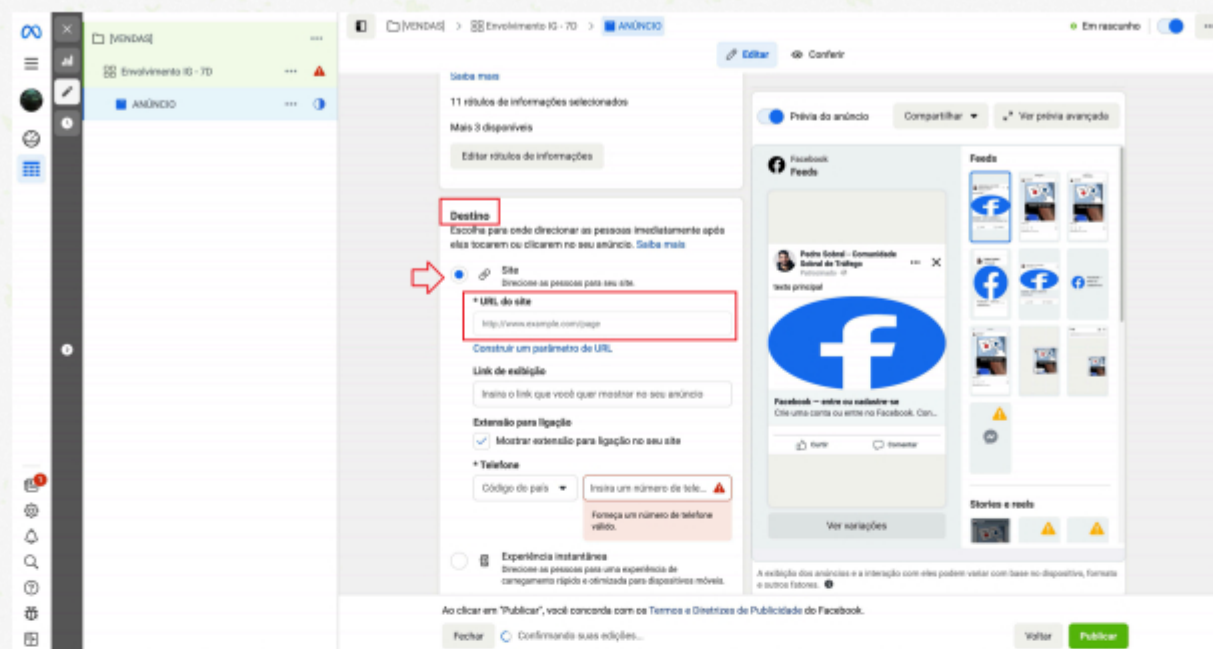 [VENDAS]
Envolvimento IG - 7D
ANÚNCIO
[VENDAS] > Envolvimento IG - 7D > ANÚNCIO
Em rascunho
Editar
Conferir
Saiba mais
11 rótulos de informações selecionados
Mais 3 disponíveis
Editar rótulos de informações
Destino
Escolha para onde direcionar as pessoas imediatamente após
elas tocarem ou clicarem no seu anúncio. Saiba mais
Site
Direcione as pessoas para seu site.
* URL do site
http://www.example.com/page
Construir um parâmetro de URL
Link de exibição
Insira o link que você quer mostrar no seu anúncio
Extensão para ligação
Mostrar extensão para ligação no seu site
* Telefone
Código do país
Insira um número de tele...
Forneça um número de telefone
válido.
Experiência instantânea
Direcione as pessoas para uma experiência de
carregamento rápido e otimizada para dispositivos móveis.
Prévia do anúncio
Compartilhar
Ver prévia avançada
Facebook
Feeds
Pedro Sobral - Comunidade
Sobral de Tráfego
Patrocinado
texto principal
Facebook — entre ou cadastre-se
Crie uma conta ou entre no Facebook. Con...
Curtir
Comentar
Ver variações
Feeds
Stories e reels
A exibição dos anúncios e a interação com eles podem variar com base no dispositivo, formato
e outros fatores.
Ao clicar em "Publicar", você concorda com os Termos e Diretrizes de Publicidade do Facebook.
Fechar
Confirmando suas edições...
Voltar
Publicar